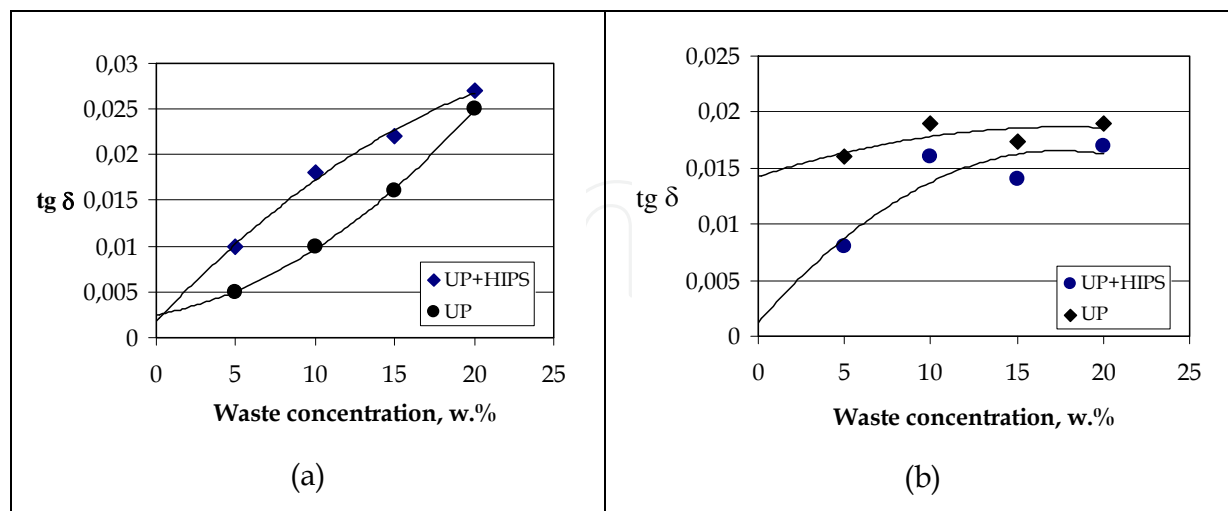 0,03
0,025
0,02
0,015
0,01
0,005
0
tg δ
0 5 10 15 20 25
Waste concentration, w.%
UP+HIPS
UP
(a)
0,025
0,02
0,015
0,01
0,005
0
tg δ
0 5 10 15 20 25
Waste concentration, w.%
UP+HIPS
UP
(b)